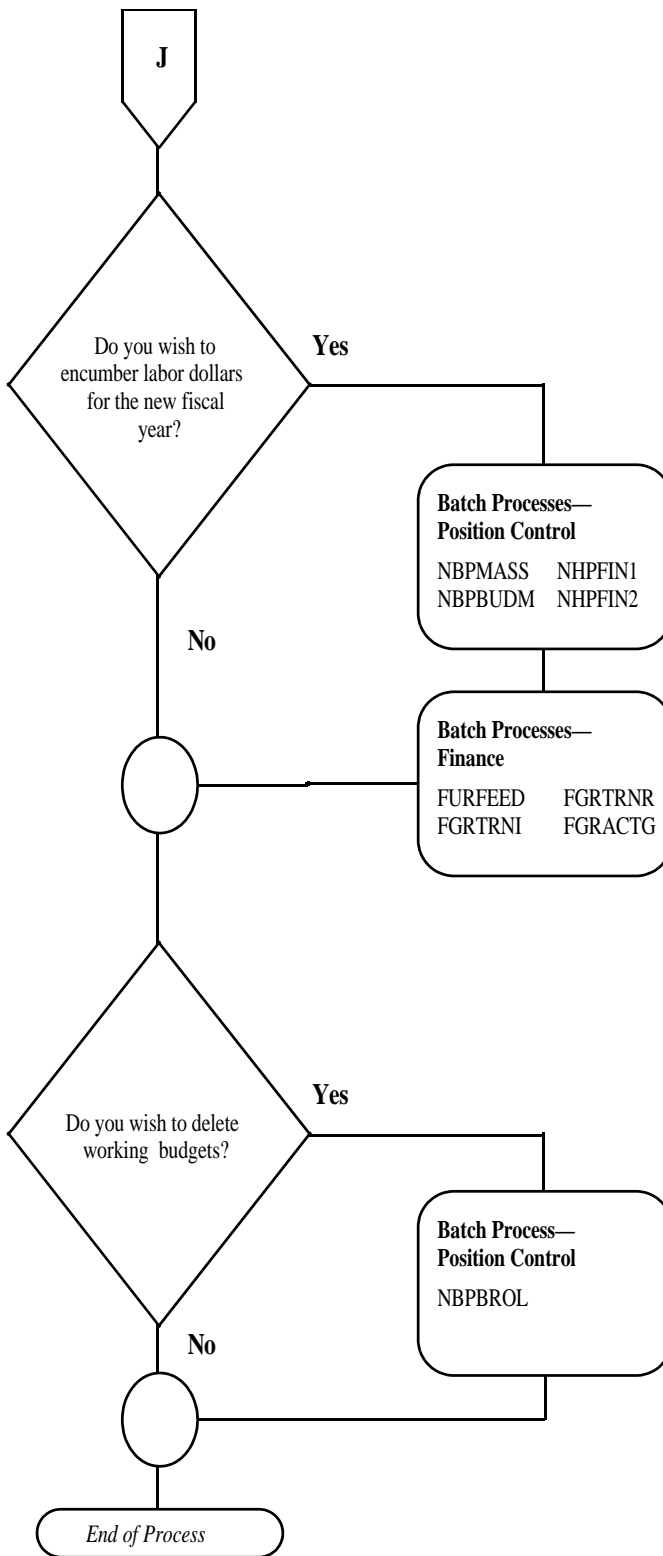 J
Do you wish to
encumber labor dollars
for the new fiscal
year?
Yes
Batch Processes—
Position Control
NBPMASS NHPFIN1
NBPBUDM NHPFIN2
No
Batch Processes—
Finance
FURFEED FGRTRNR
FGRTRNI FGRACTG
Do you wish to delete
working budgets?
Yes
Batch Process—
Position Control
NBPBROL
No
End of Process